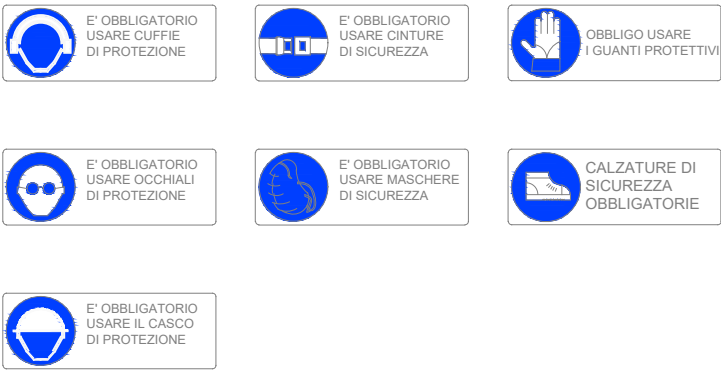 E' OBBLIGATORIO
USARE CUFFIE
DI PROTEZIONE
E' OBBLIGATORIO
USARE CINTURE
DI SICUREZZA
OBBLIGO USARE
I GUANTI PROTETTIVI
E' OBBLIGATORIO
USARE OCCHIALI
DI PROTEZIONE
E' OBBLIGATORIO
USARE MASCHERE
DI SICUREZZA
CALZATURE DI
SICUREZZA
OBBLIGATORIE
E' OBBLIGATORIO
USARE IL CASCO
DI PROTEZIONE